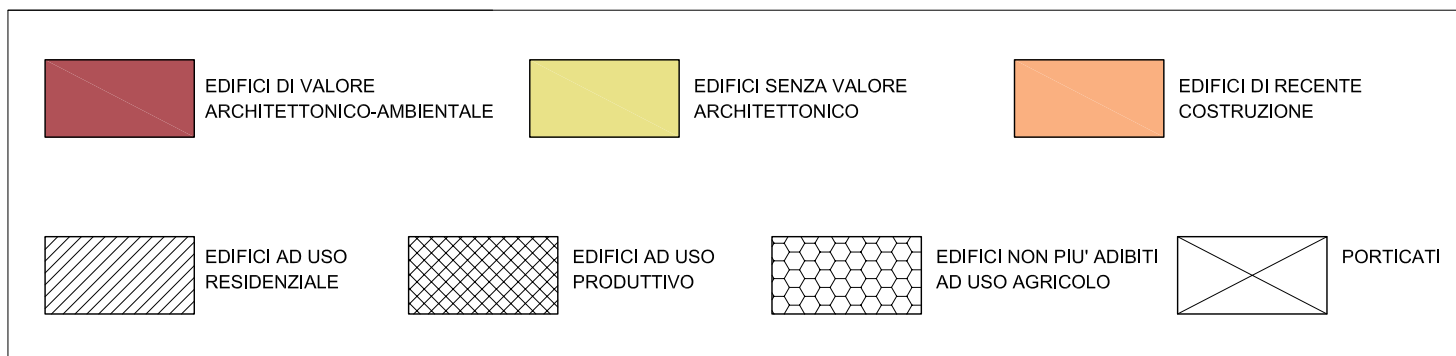 EDIFICI DI VALORE
ARCHITETTONICO-AMBIENTALE
EDIFICI SENZA VALORE
ARCHITETTONICO
EDIFICI DI RECENTE
COSTRUZIONE
EDIFICI AD USO
RESIDENZIALE
EDIFICI AD USO
PRODUTTIVO
EDIFICI NON PIU' ADIBITI
AD USO AGRICOLO
PORTICATI